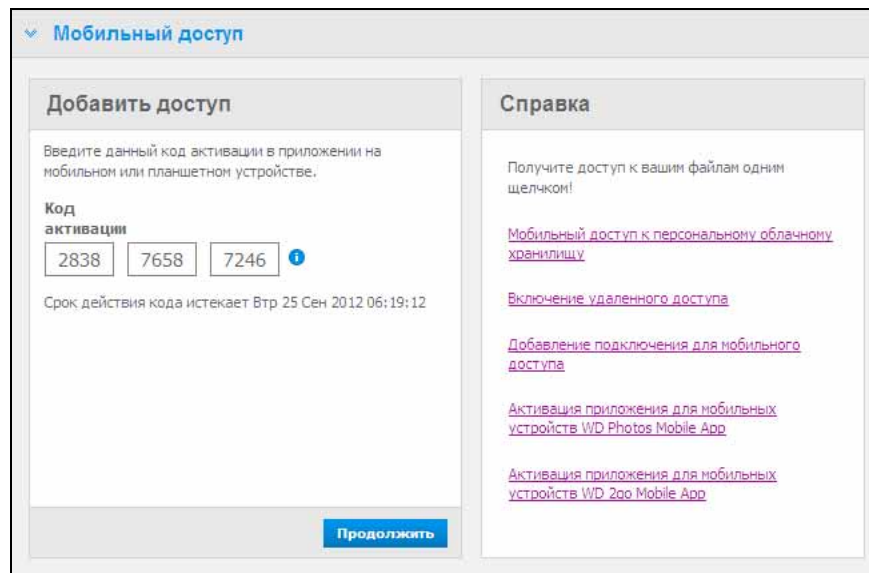 Мобильный доступ
Добавить доступ
Введите данный код активации в приложении на
мобильном или планшетном устройстве.
Код
активации
2838 7658 7246
Срок действия кода истекает Втр 25 Сен 2012 06:19:12
Продолжить
Справка
Получите доступ к вашим файлам одним
щелчком!
Мобильный доступ к персональному облачному
хранилищу
Включение удаленного доступа
Добавление подключения для мобильного
доступа
Активация приложения для мобильных
устройств WD Photos Mobile App
Активация приложения для мобильных
устройств WD 2go Mobile App